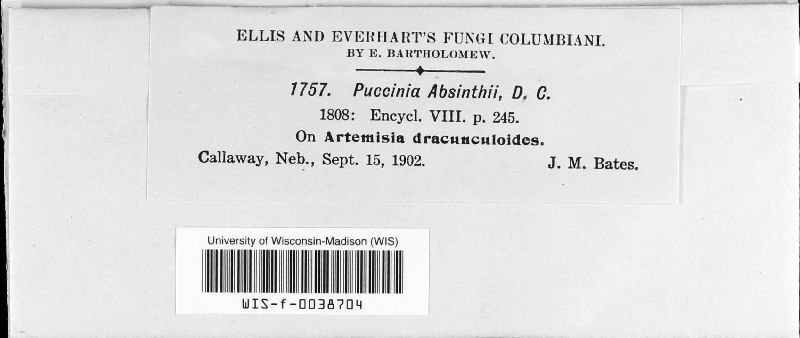 ELLIS AND EVERHART'S FUNGI COLUMBIANI.
BY E. BARTHOLOMEW.
1757. Puccinia Absinthii, D. C.
1808: Encycl. VIII. p. 245.
On Artemisia dracunculoides.
Callaway, Neb., Sept. 15, 1902. J. M. Bates.
University of Wisconsin-Madison (WIS)
WIS-f-0038704